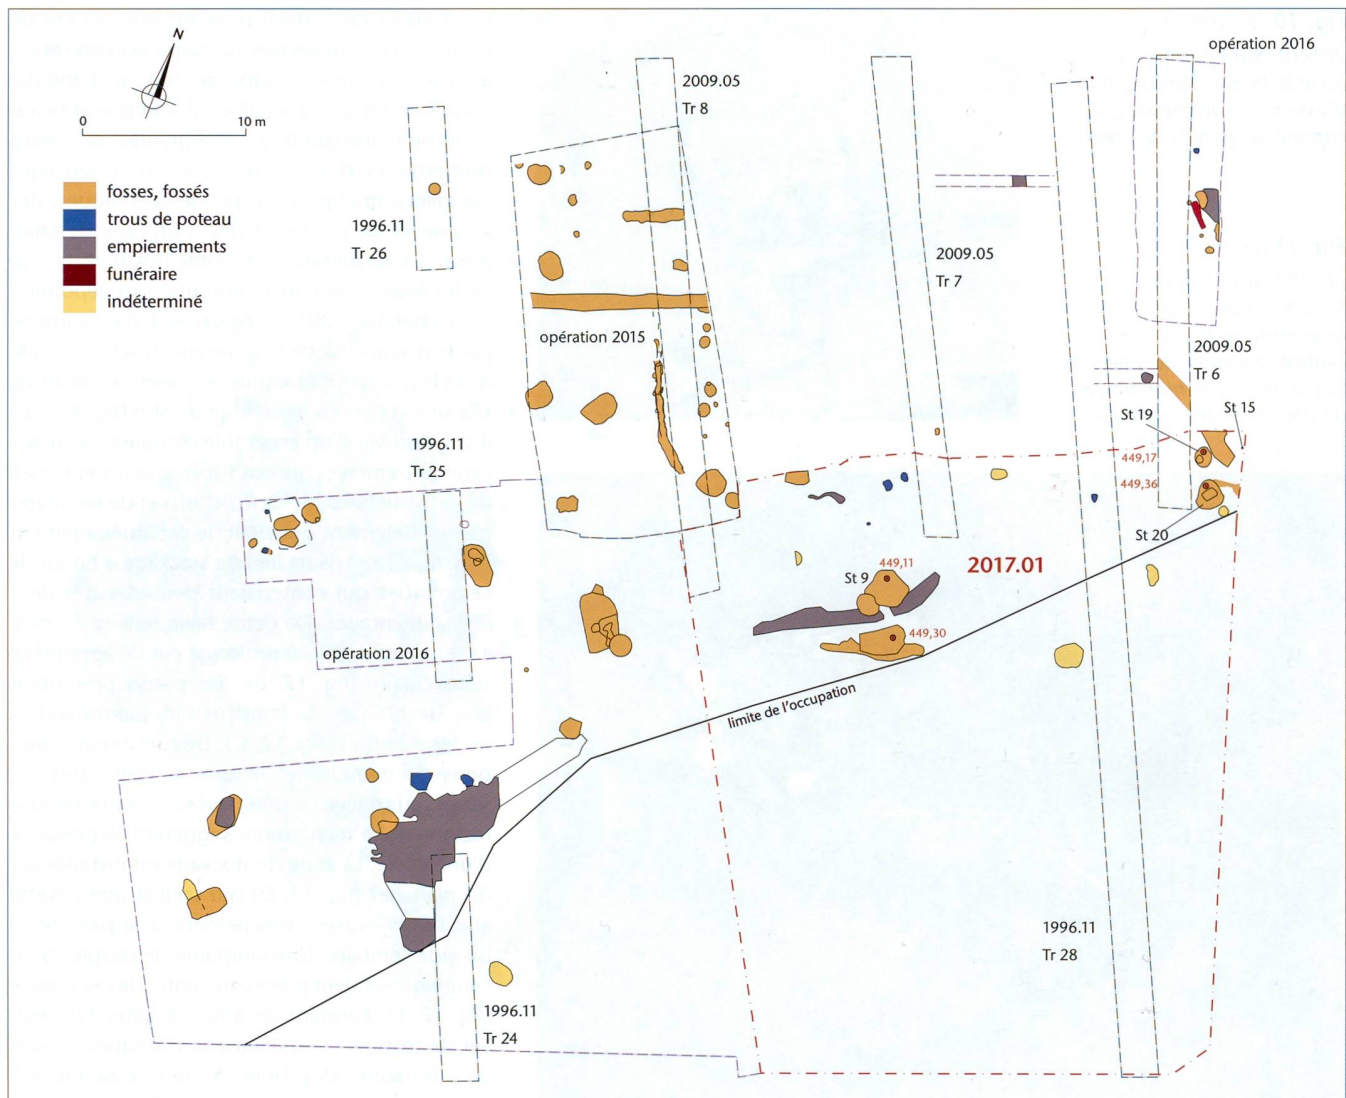 N
0
10 m
fosses, fossés
trous de poteau
empierrements
funéraire
indéterminé
1996.11
Tr 26
2009.05
Tr 8
opération 2016
2009.05
Tr 7
opération 2015
2009.05
Tr 6
St 19
St 15
449,17
449,36
St 20
1996.11
Tr 25
2017.01
449,11
St 9
449,30
opération 2016
limite de l'occupation
1996.11
Tr 28
1996.11
Tr 24